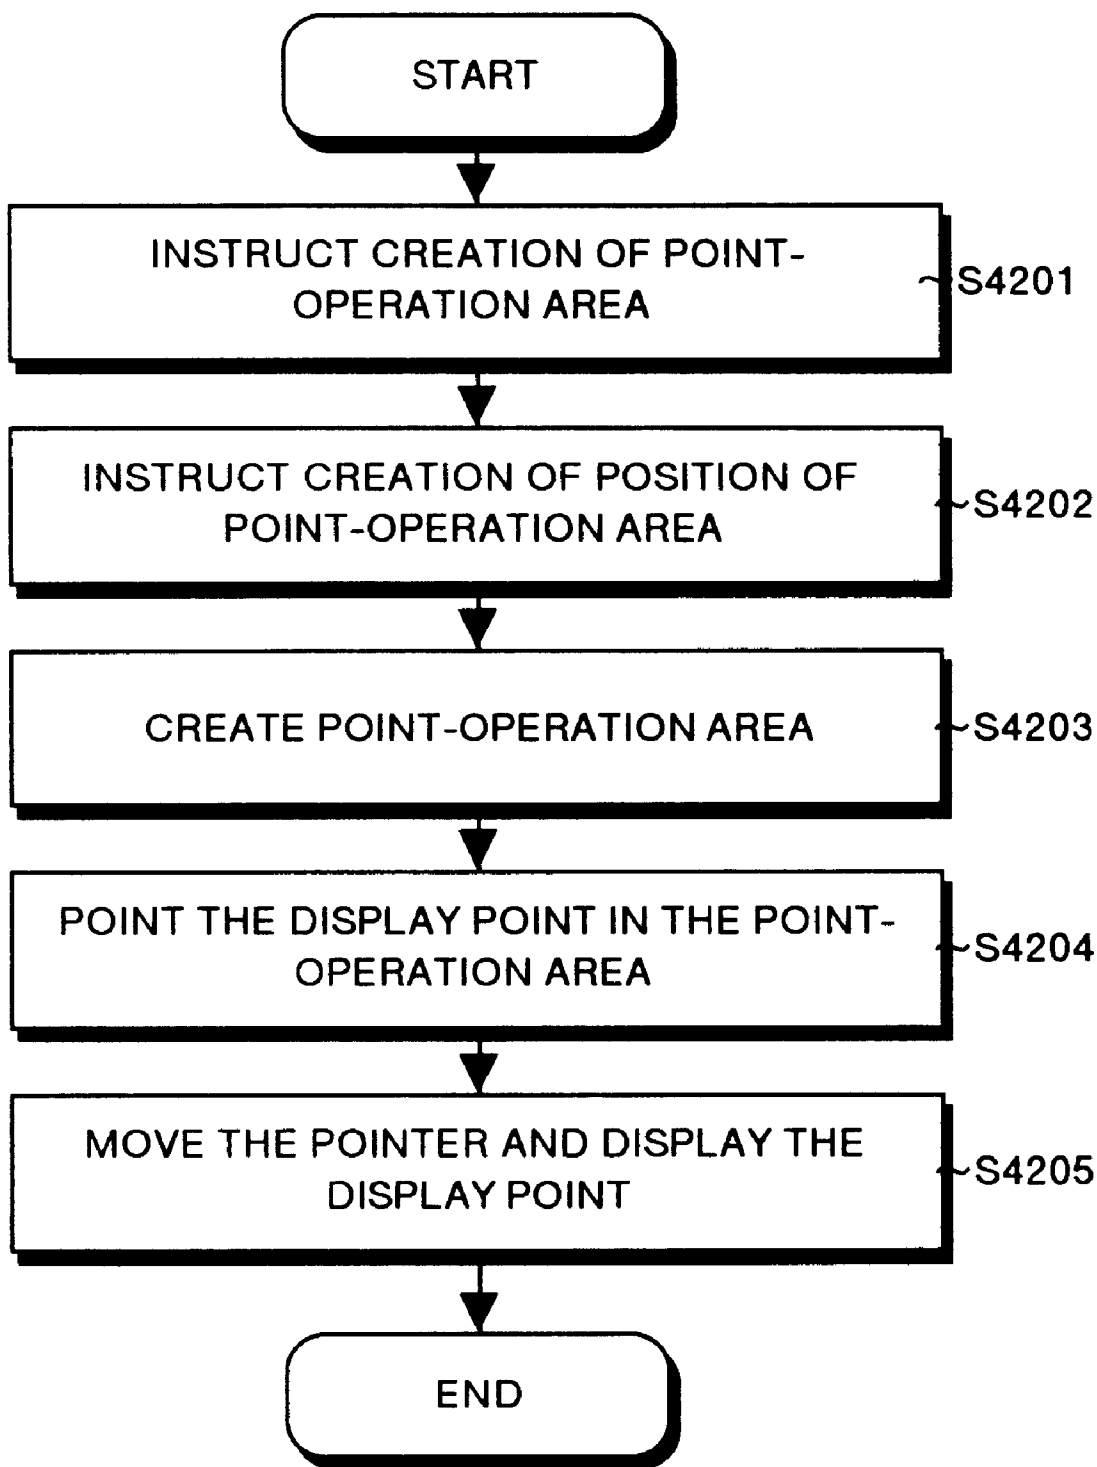 START
INSTRUCT CREATION OF POINT-
OPERATION AREA
S4201
INSTRUCT CREATION OF POSITION OF
POINT-OPERATION AREA
S4202
CREATE POINT-OPERATION AREA
S4203
POINT THE DISPLAY POINT IN THE POINT-
OPERATION AREA
S4204
MOVE THE POINTER AND DISPLAY THE
DISPLAY POINT
S4205
END